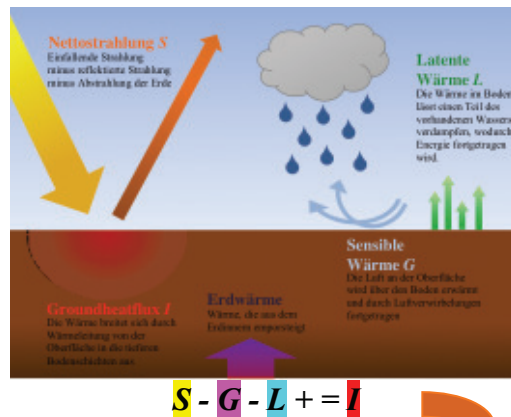 Nettostrahlung S
Einfallende Strahlung
minus reflektierte Strahlung
minus Abstrahlung der Erde
Latente
Wärme L
Die Wärme im Boden
lässt einen Teil des
vorhandenen Wassers
verdampfen, wodurch
Energie fortgetragen
wird.
Sensible
Wärme G
Die Luft an der Oberfläche
wird über den Boden erwärmt
und durch Luftverwirbelungen
fortgetragen
Groundheatflux I
Die Wärme breitet sich durch
Wärmeleitung von der
Oberfläche in die tieferen
Bodenschichten aus
Erdwärme
Wärme, die aus dem
Erdinnern emporsteigt
S - G - L + = I